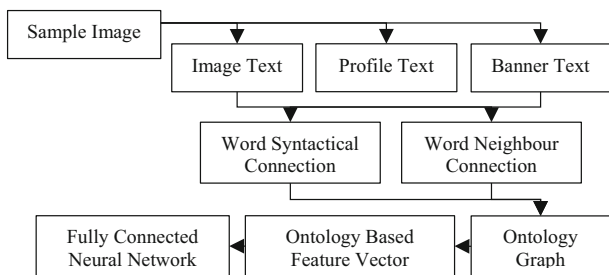 Sample Image
Image Text
Profile Text
Banner Text
Word Syntactical
Connection
Word Neighbour
Connection
Fully Connected
Neural Network
Ontology Based
Feature Vector
Ontology
Graph